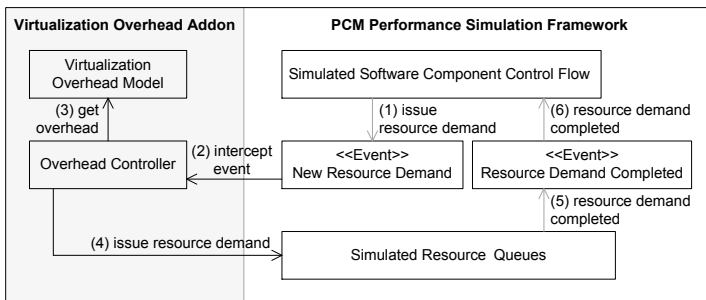 Virtualization Overhead Addon
PCM Performance Simulation Framework
Virtualization
Overhead Model
Simulated Software Component Control Flow
(3) get
overhead
(1) issue
resource demand
(6) resource demand
completed
Overhead Controller
(2) intercept
event
<<Event>>
New Resource Demand
<<Event>>
Resource Demand Completed
(5) resource demand
completed
(4) issue resource demand
Simulated Resource Queues